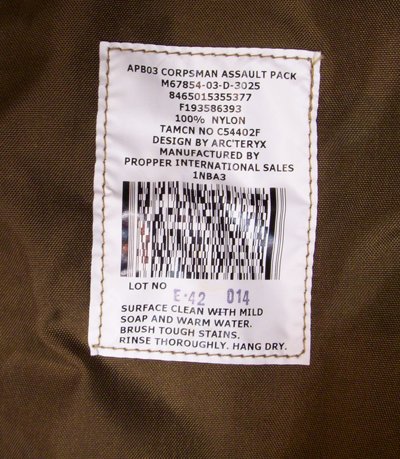 APB03 CORPSMAN ASSAULT PACK
M67854-03-D-3025
8465015355377
F193586393
100% NYLON
TAMCN NO C54402F
DESIGN BY ARC'TERYX
MANUFACTURED BY
PROPPER INTERNATIONAL SALES
1NBA3
LOT NO E-42 014
SURFACE CLEAN WITH MILD
SOAP AND WARM WATER.
BRUSH TOUGH STAINS.
RINSE THOROUGHLY. HANG DRY.